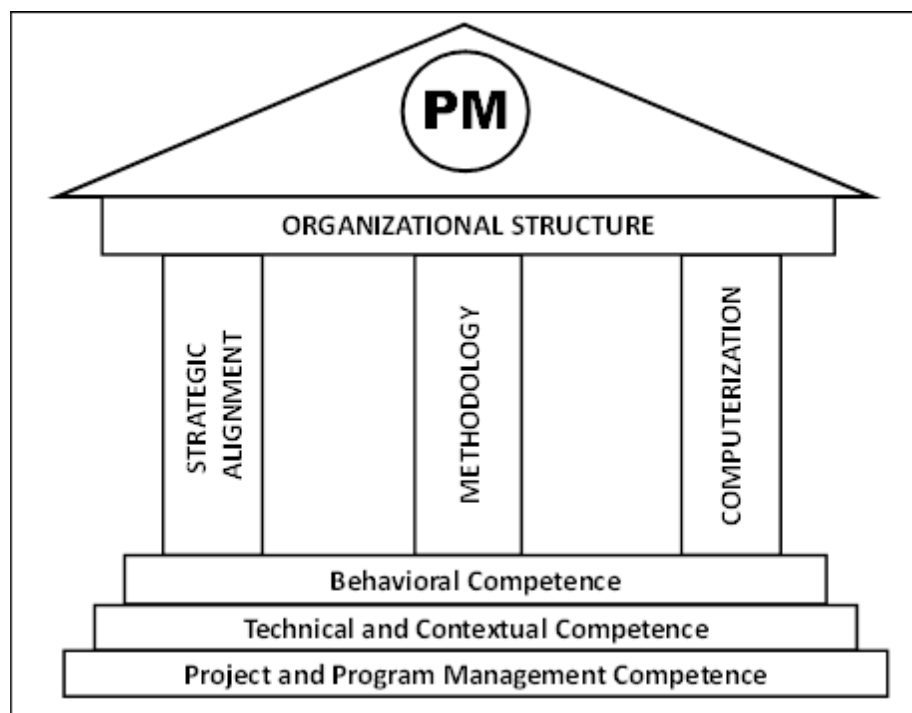 PM
ORGANIZATIONAL STRUCTURE
STRATEGIC
ALIGNMENT
METHODOLOGY
COMPUTERIZATION
Behavioral Competence
Technical and Contextual Competence
Project and Program Management Competence